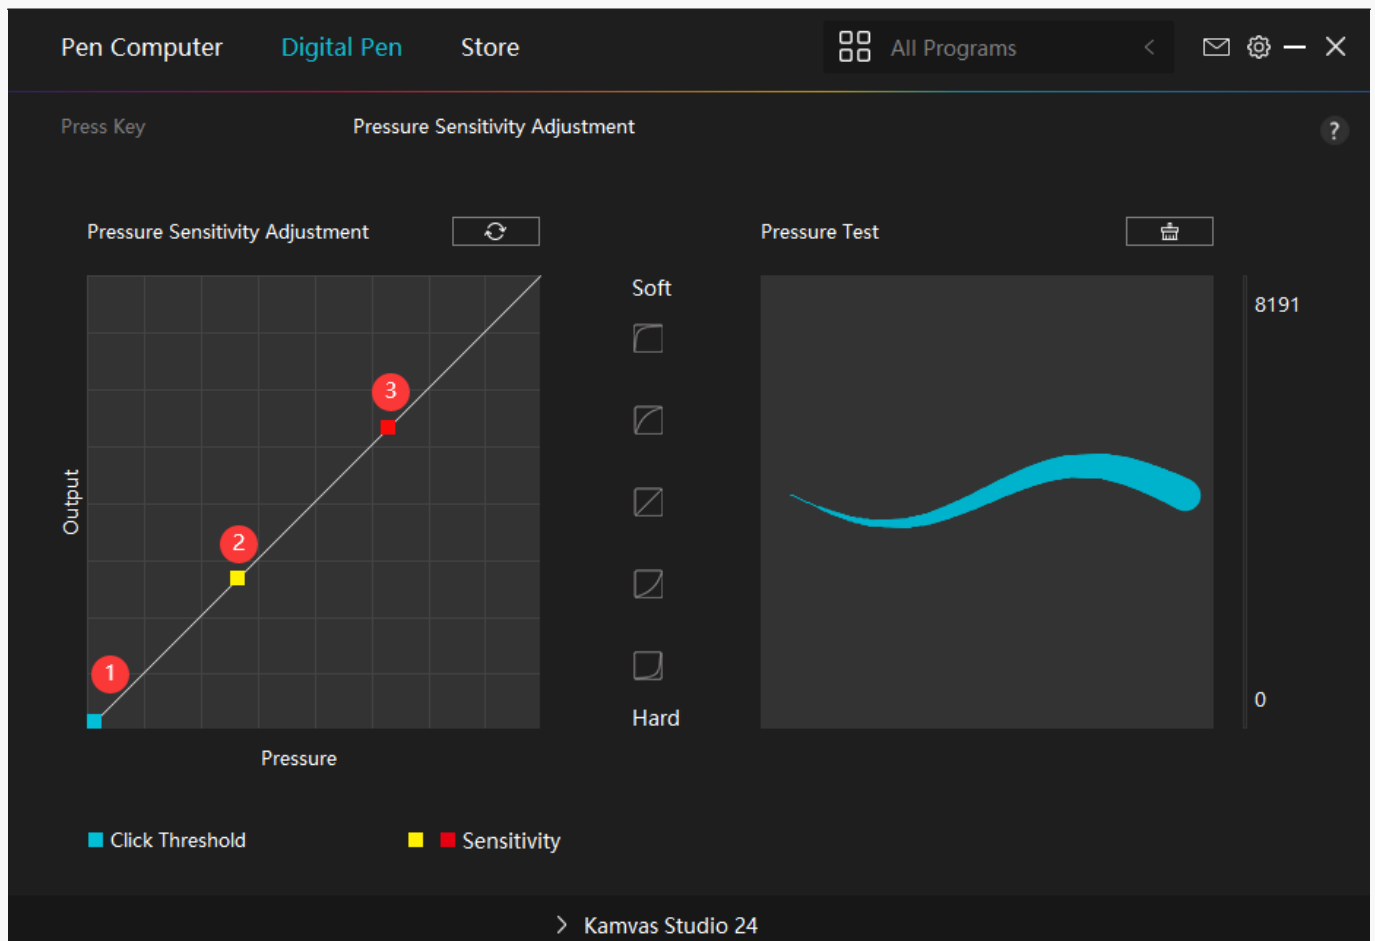 Pen Computer Digital Pen Store All Programs
Press Key Pressure Sensitivity Adjustment ?
Pressure Sensitivity Adjustment Pressure Test
Soft
8191
3
Output
2
1
0
Hard
Pressure
Click Threshold Sensitivity
Kamvas Studio 24